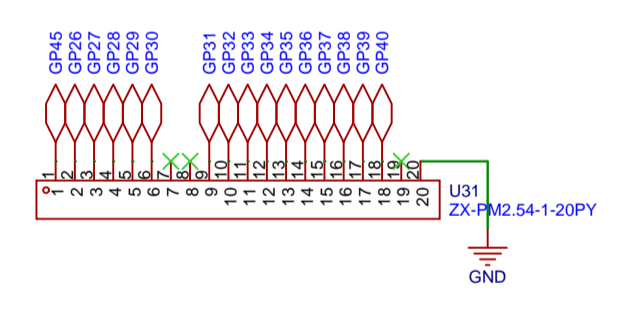 GP45 GP26 GP27 GP28 GP29 GP30 GP31 GP32 GP33 GP34 GP35 GP36 GP37 GP38 GP39 GP40
1 2 3 4 5 6 7 8 9 10 11 12 13 14 15 16 17 18 19 20
1 2 3 4 5 6 7 8 9 10 11 12 13 14 15 16 17 18 19 20
U31
ZX-PM2.54-1-20PY
GND